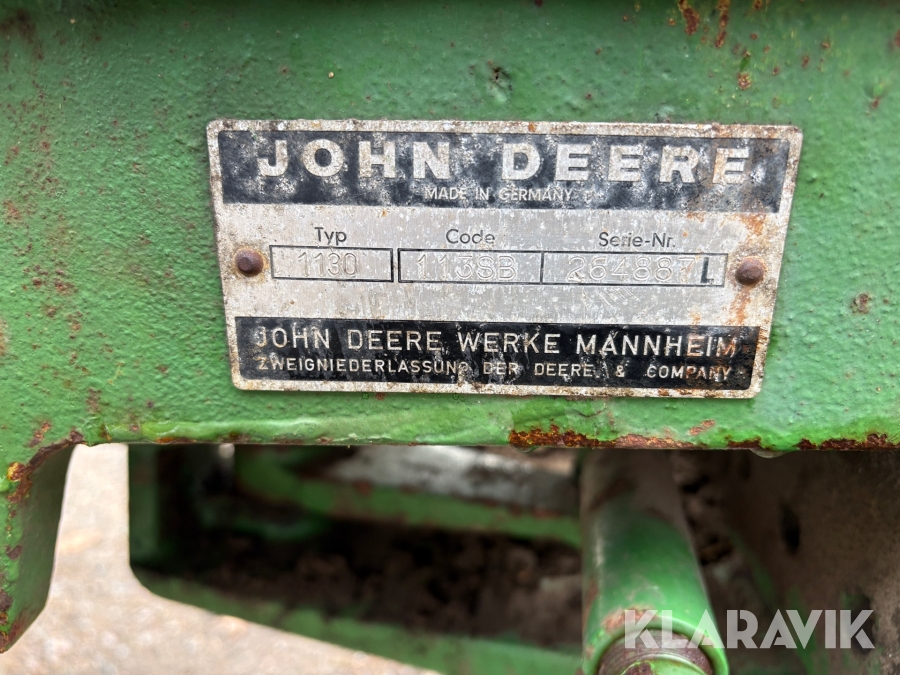 JOHN DEERE
MADE IN GERMANY
Typ Code Serie-Nr.
1130 113SB 264887L
JOHN DEERE WERKE MANNHEIM
ZWEIGNIEDERLASSUNG DER DEERE & COMPANY
KLARAVIK